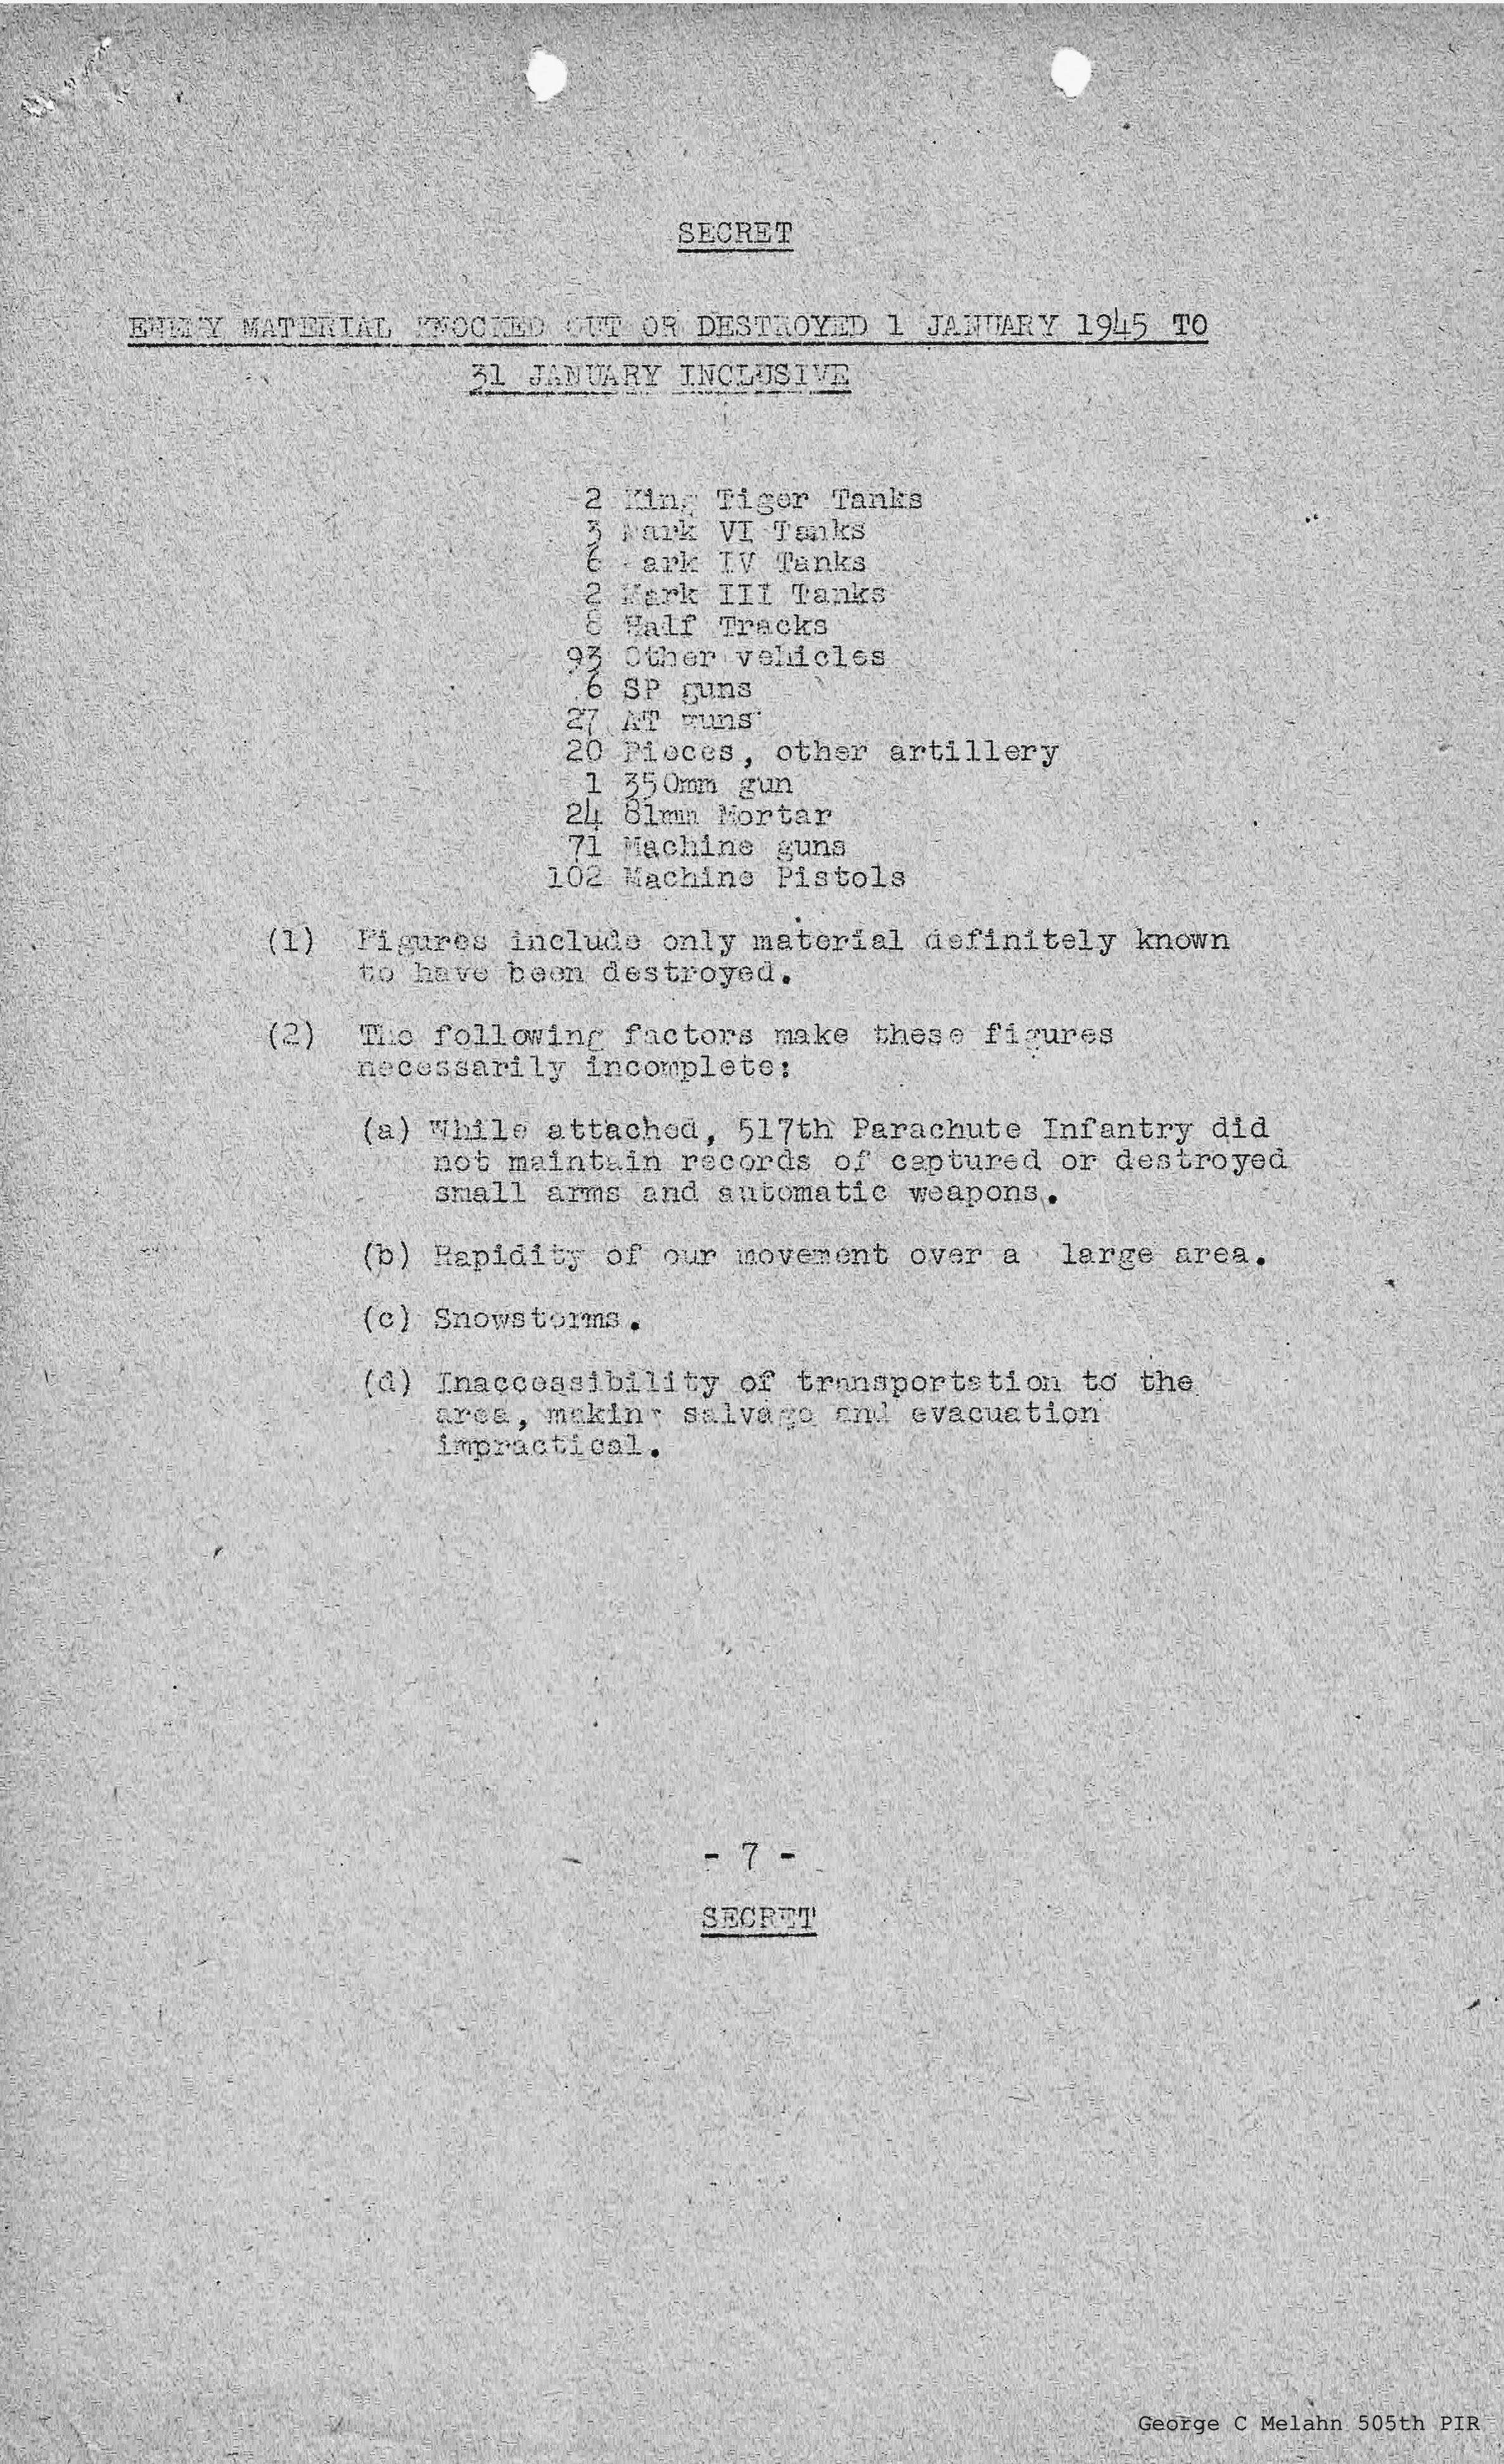 SECRET
ENEMY MATERIAL KNOCKED OUT OR DESTROYED 1 JANUARY 1945 TO
31 JANUARY INCLUSIVE
2 King Tiger Tanks
3 Mark VI Tanks
6 Mark IV Tanks
2 Mark III Tanks
8 Half Tracks
93 Other vehicles
6 SP guns
27 AT guns
20 Pieces, other artillery
1 350mm gun
24 81mm Mortar
71 Machine guns
102 Machine Pistols
(1) Figures include only material definitely known
to have been destroyed.
(2) The following factors make these figures
necessarily incomplete:
(a) While attached, 517th Parachute Infantry did
not maintain records of captured or destroyed
small arms and automatic weapons.
(b) Rapidity of our movement over a large area.
(c) Snowstorms.
(d) Inaccessibility of transportation to the
area, making salvage and evacuation
impractical.
- 7 -
SECRET
George C Melahn 505th PIR